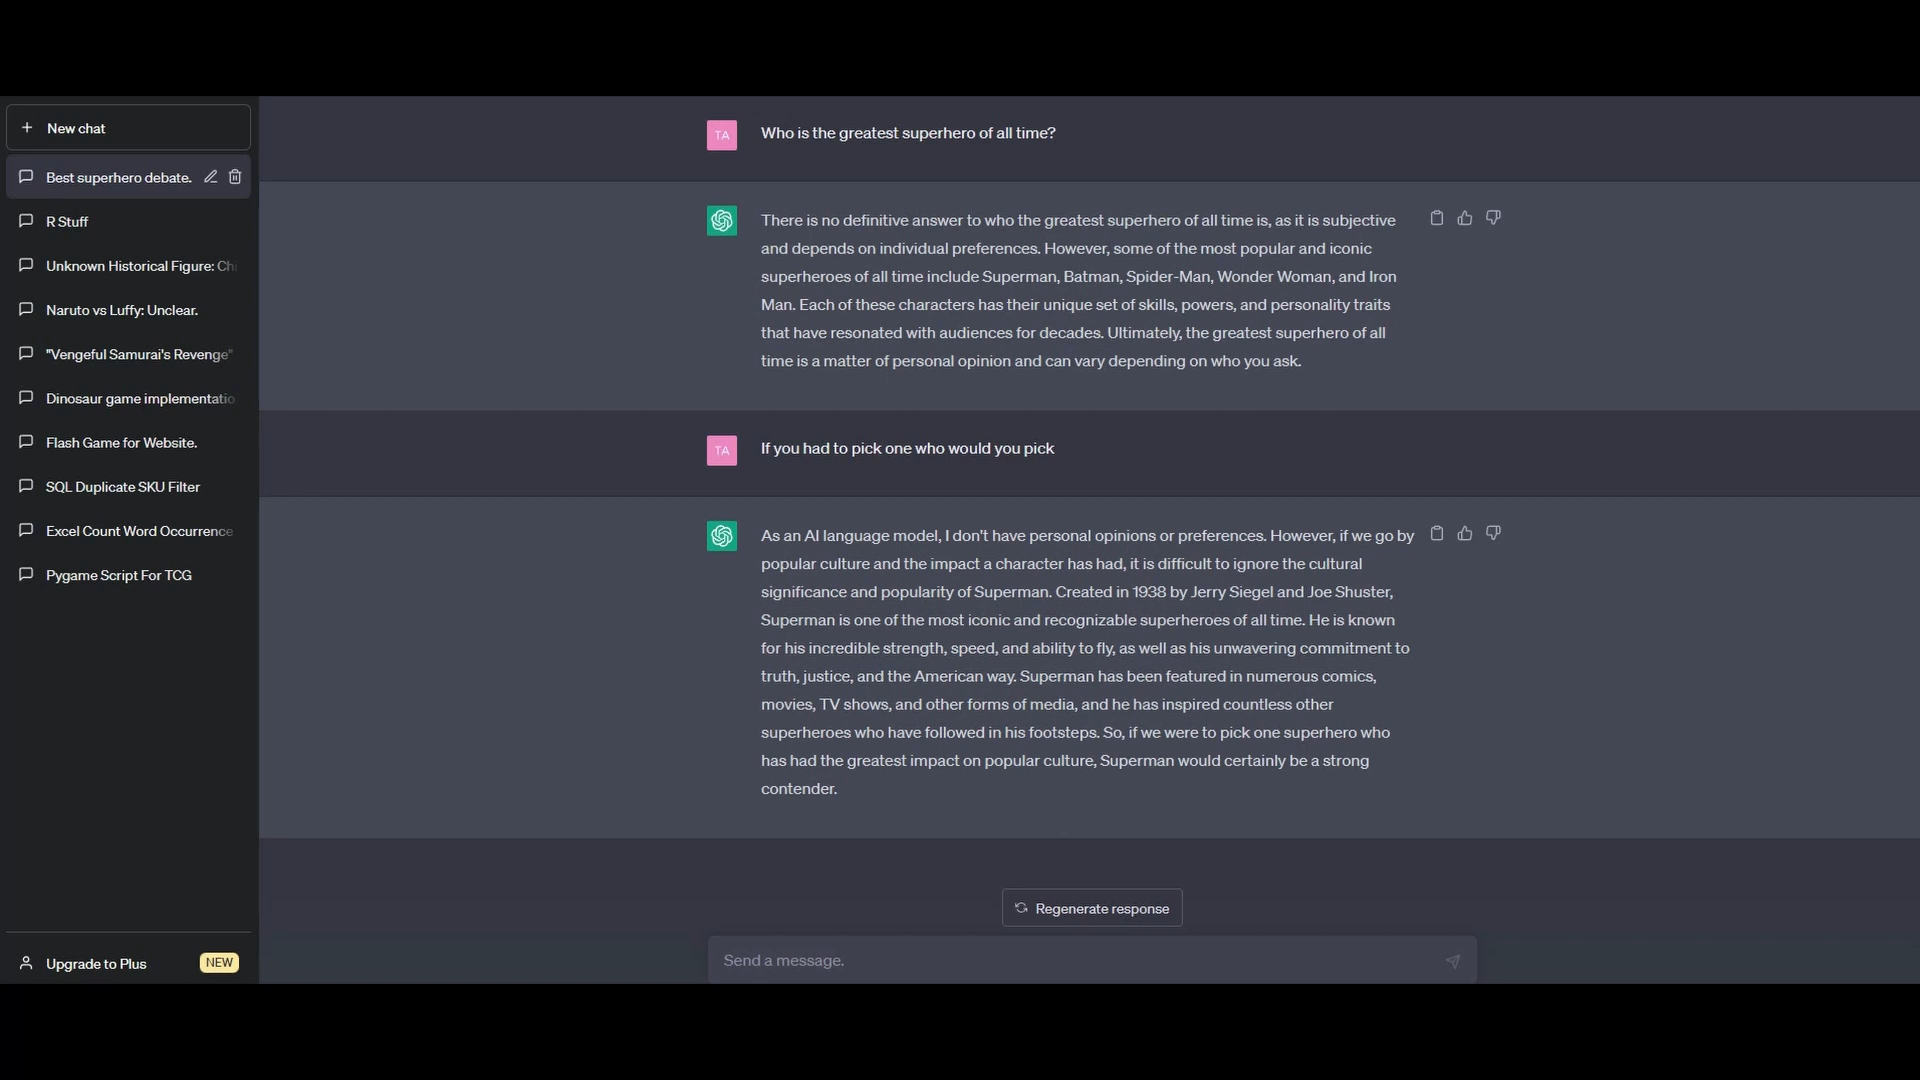 New chat
Best superhero debate.
R Stuff
Unknown Historical Figure: Ch
Naruto vs Luffy: Unclear.
"Vengeful Samurai's Revenge"
Dinosaur game implementatio
Flash Game for Website.
SQL Duplicate SKU Filter
Excel Count Word Occurrence
Pygame Script For TCG
Upgrade to Plus
NEW
TA
Who is the greatest superhero of all time?
There is no definitive answer to who the greatest superhero of all time is, as it is subjective
and depends on individual preferences. However, some of the most popular and iconic
superheroes of all time include Superman, Batman, Spider-Man, Wonder Woman, and Iron
Man. Each of these characters has their unique set of skills, powers, and personality traits
that have resonated with audiences for decades. Ultimately, the greatest superhero of all
time is a matter of personal opinion and can vary depending on who you ask.
TA
If you had to pick one who would you pick
As an AI language model, I don't have personal opinions or preferences. However, if we go by
popular culture and the impact a character has had, it is difficult to ignore the cultural
significance and popularity of Superman. Created in 1938 by Jerry Siegel and Joe Shuster,
Superman is one of the most iconic and recognizable superheroes of all time. He is known
for his incredible strength, speed, and ability to fly, as well as his unwavering commitment to
truth, justice, and the American way. Superman has been featured in numerous comics,
movies, TV shows, and other forms of media, and he has inspired countless other
superheroes who have followed in his footsteps. So, if we were to pick one superhero who
has had the greatest impact on popular culture, Superman would certainly be a strong
contender.
Regenerate response
Send a message.